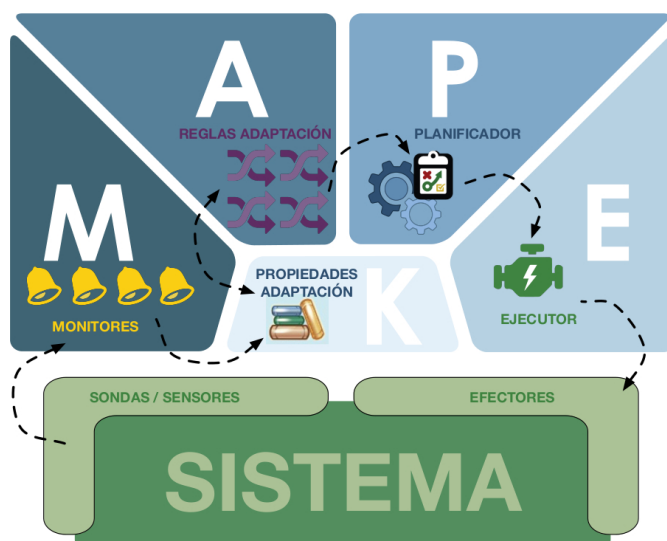 A
P
REGLAS ADAPTACIÓN
PLANIFICADOR
M
E
PROPIEDADES
ADAPTACIÓN
K
MONITORES
EJECUTOR
SONDAS / SENSORES
EFECTORES
SISTEMA